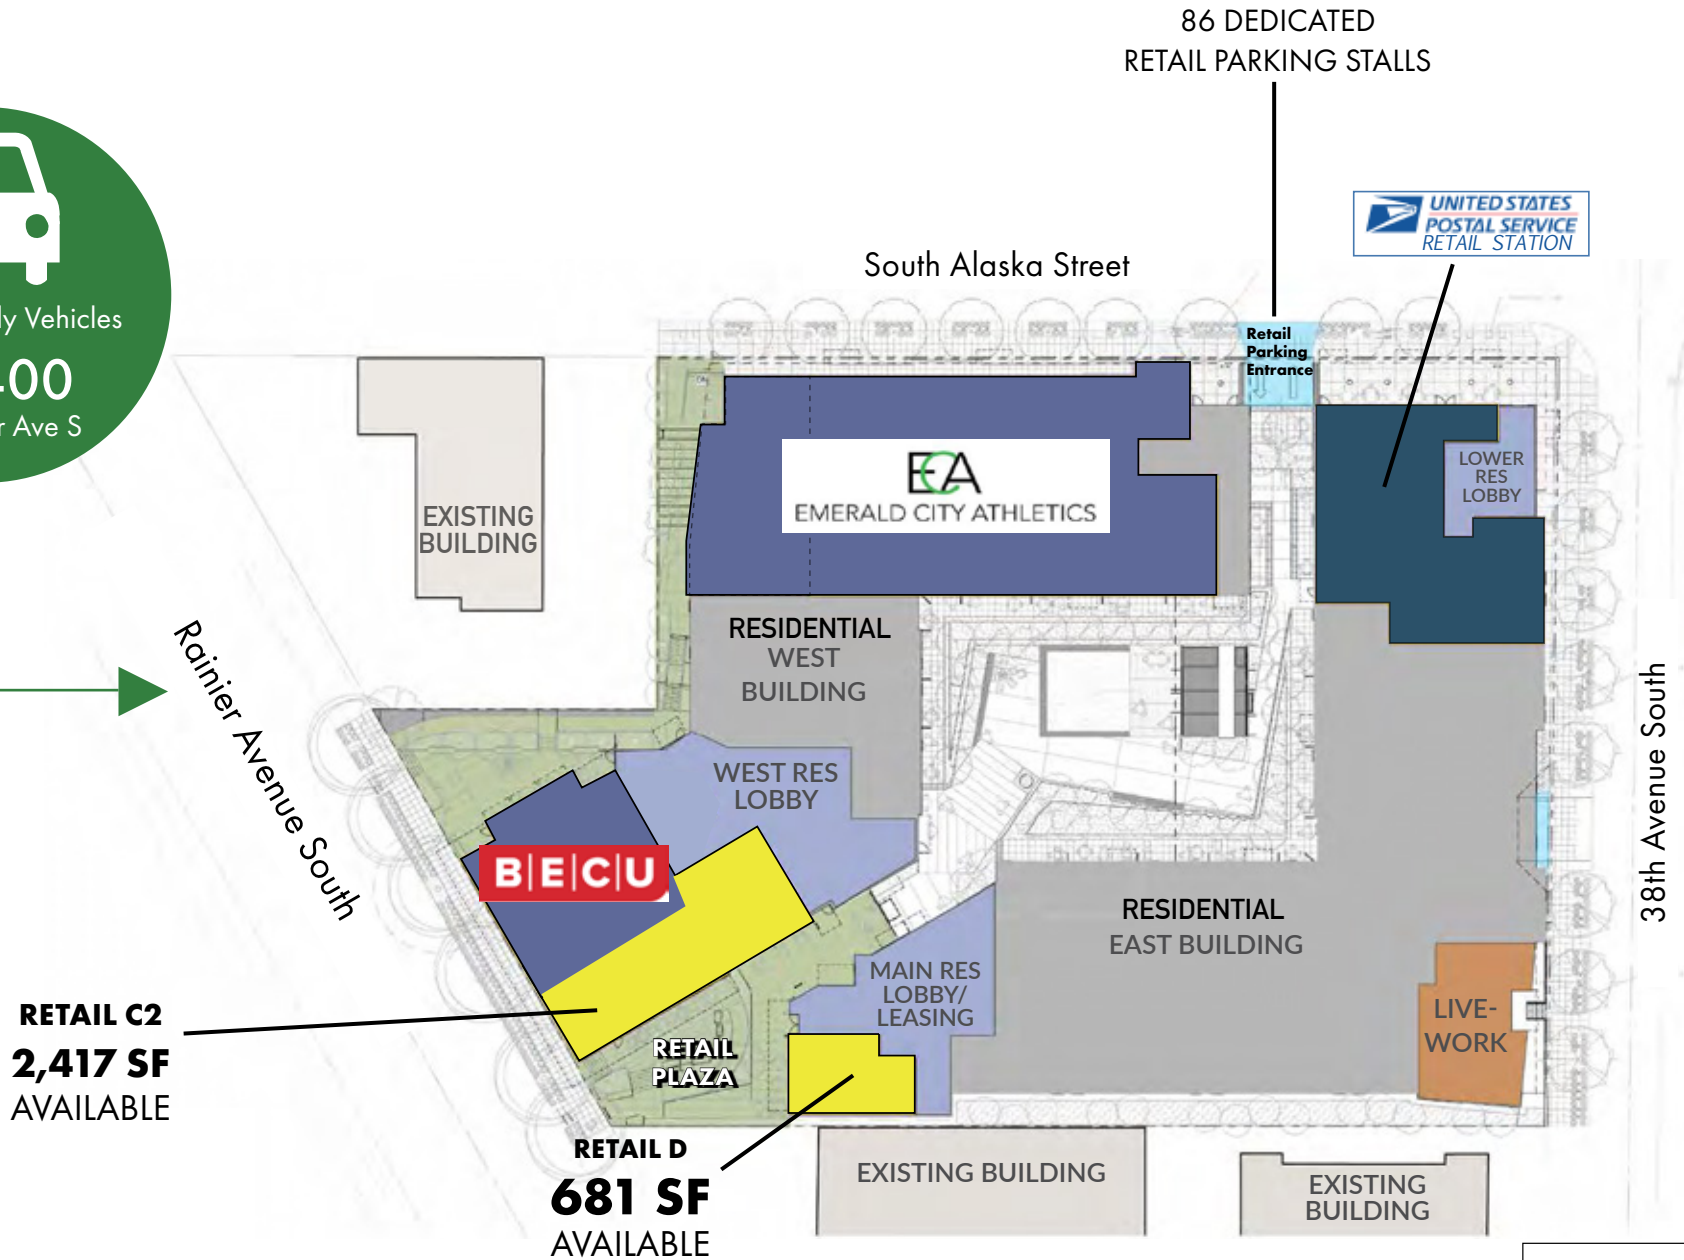 86 DEDICATED
RETAIL PARKING STALLS
UNITED STATES
POSTAL SERVICE
RETAIL STATION
South Alaska Street
Vehicles
Ave S
Retail
Parking
Entrance
LOWER
RES
LOBBY
ECA
EMERALD CITY ATHLETICS
EXISTING
BUILDING
RESIDENTIAL
WEST
BUILDING
Rainier Avenue South
38th Avenue South
WEST RES
LOBBY
B|E|C|U
RESIDENTIAL
EAST BUILDING
MAIN RES
LOBBY/
LEASING
LIVE-
WORK
RETAIL C2
2,417 SF
AVAILABLE
RETAIL
PLAZA
RETAIL D
681 SF
AVAILABLE
EXISTING BUILDING
EXISTING
BUILDING